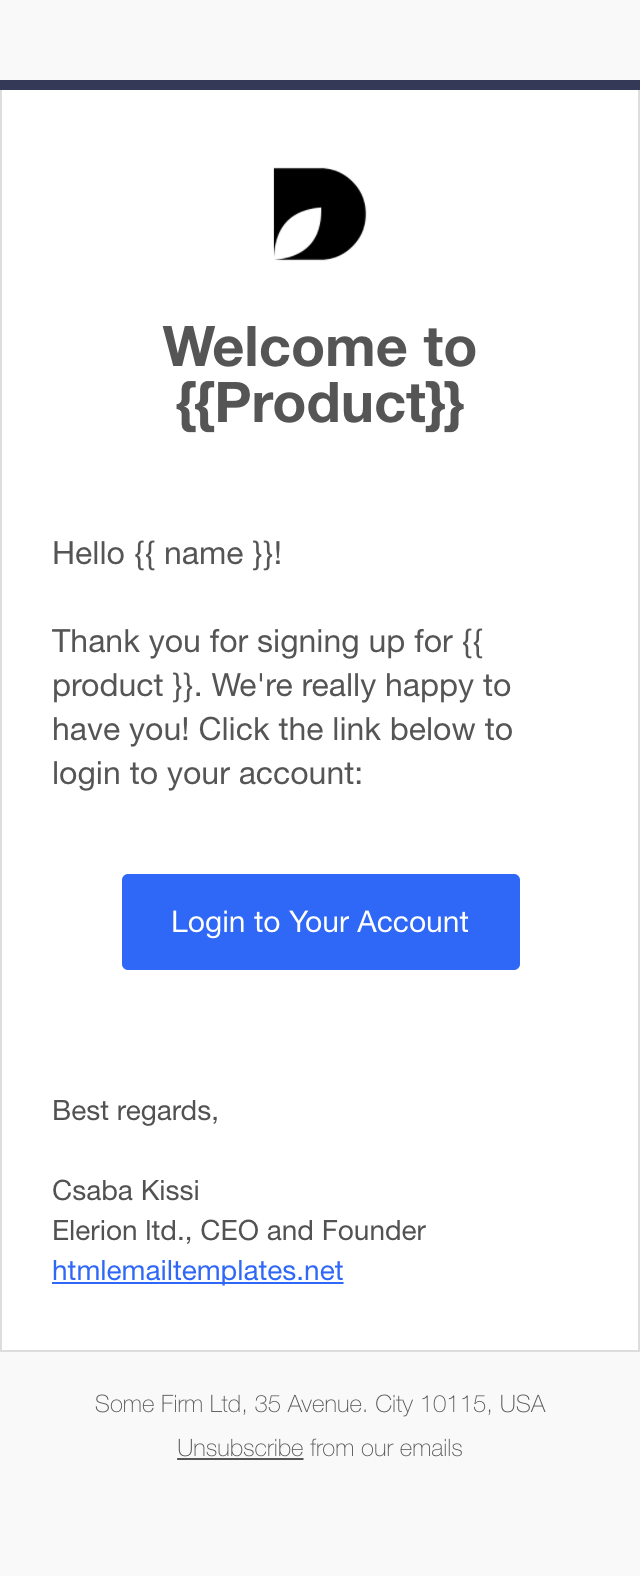 Welcome to
{{Product}}
Hello {{ name }}!
Thank you for signing up for {{
product }}. We're really happy to
have you! Click the link below to
login to your account:
Login to Your Account
Best regards,
Csaba Kissi
Elerion ltd., CEO and Founder
htmlemailtemplates.net
Some Firm Ltd, 35 Avenue. City 10115, USA
Unsubscribe from our emails